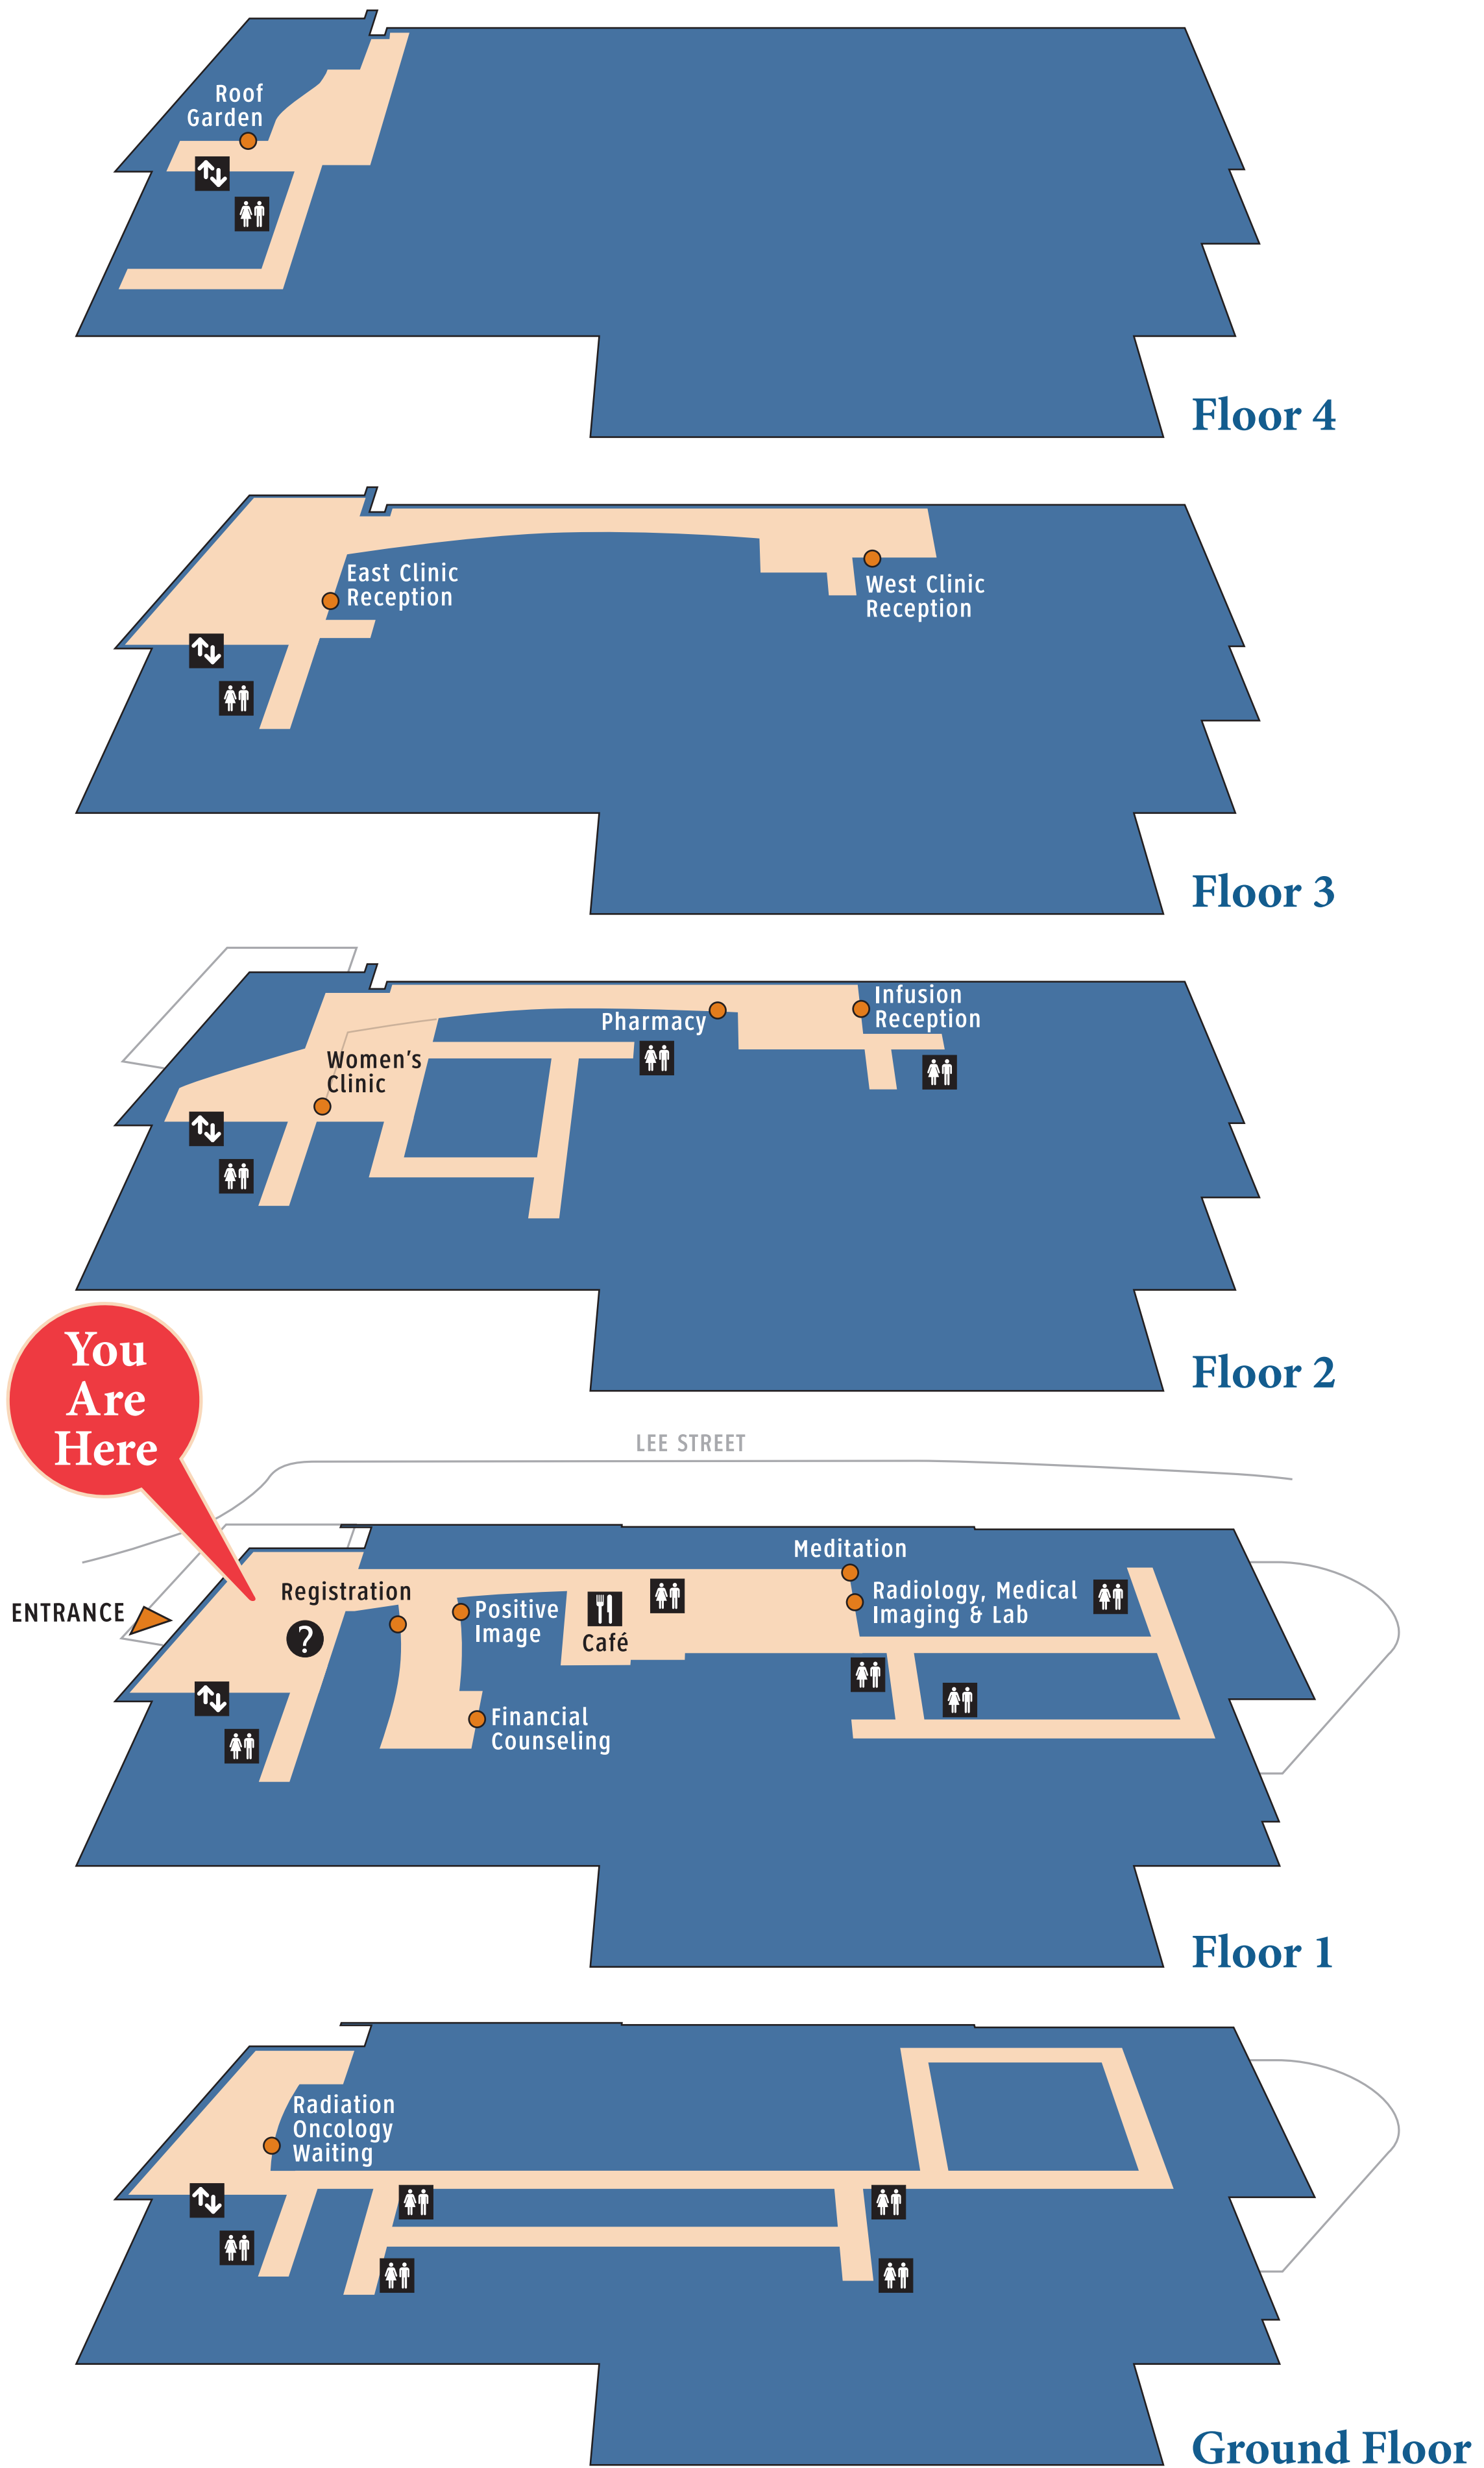 Roof
Garden
Floor 4
East Clinic
Reception
West Clinic
Reception
Floor 3
Infusion
Reception
Pharmacy
Women's
Clinic
Floor 2
You
Are
Here
LEE STREET
Meditation
Registration
Radiology, Medical
Imaging & Lab
ENTRANCE
Positive
Image
?
Café
Financial
Counseling
Floor 1
Radiation
Oncology
Waiting
Ground Floor